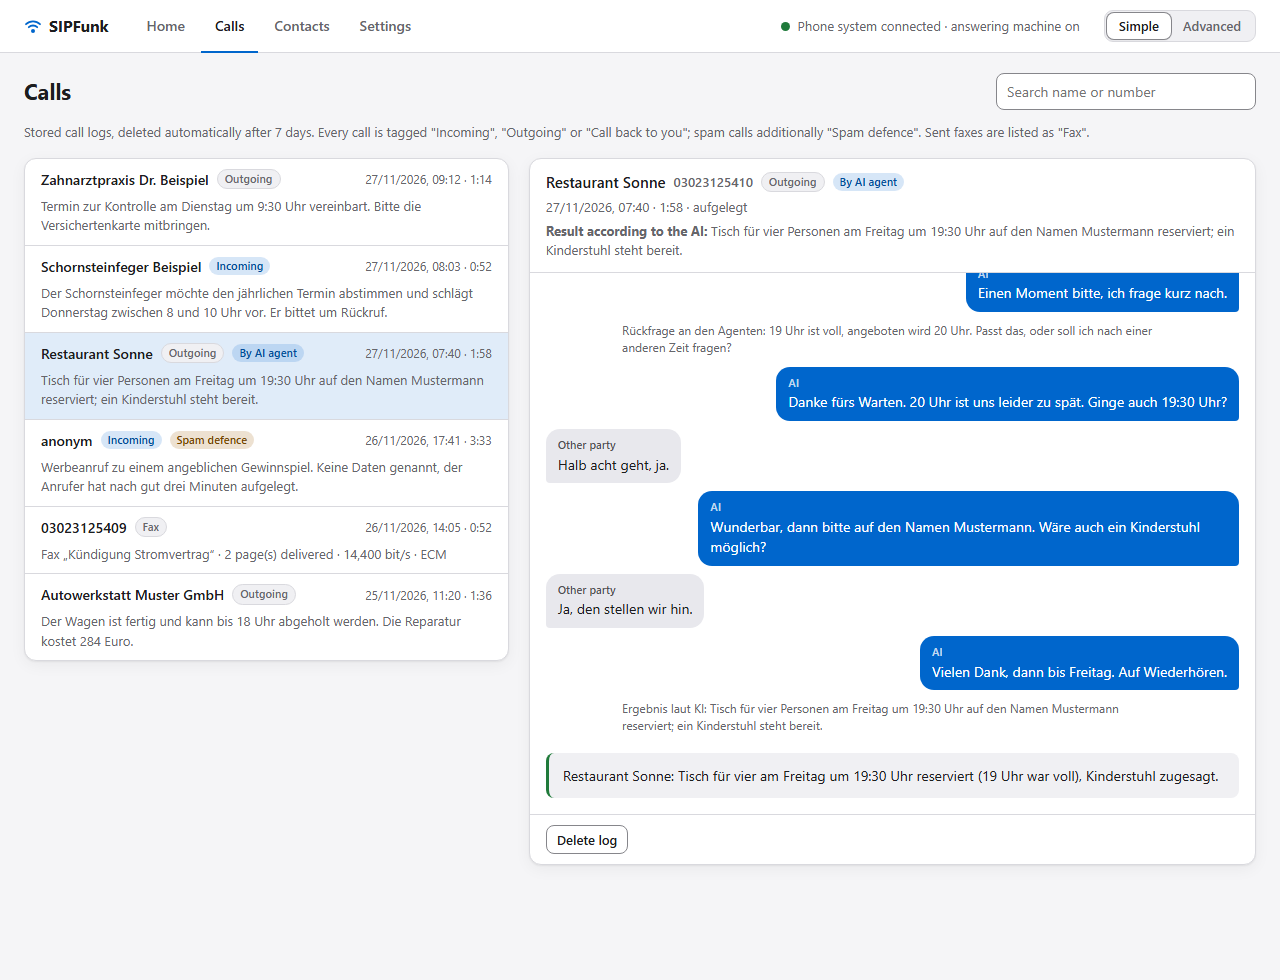 SIPFunk
Home
Calls
Contacts
Settings
Phone system connected · answering machine on
Simple
Advanced
Calls
Search name or number
Stored call logs, deleted automatically after 7 days. Every call is tagged "Incoming", "Outgoing" or "Call back to you"; spam calls additionally "Spam defence". Sent faxes are listed as "Fax".
Zahnarztpraxis Dr. Beispiel Outgoing 27/11/2026, 09:12 · 1:14
Termin zur Kontrolle am Dienstag um 9:30 Uhr vereinbart. Bitte die
Versichertenkarte mitbringen.
Schornsteinfeger Beispiel Incoming 27/11/2026, 08:03 · 0:52
Der Schornsteinfeger möchte den jährlichen Termin abstimmen und schlägt
Donnerstag zwischen 8 und 10 Uhr vor. Er bittet um Rückruf.
Restaurant Sonne Outgoing By AI agent 27/11/2026, 07:40 · 1:58
Tisch für vier Personen am Freitag um 19:30 Uhr auf den Namen Mustermann
reserviert; ein Kinderstuhl steht bereit.
anonym Incoming Spam defence 26/11/2026, 17:41 · 3:33
Werbeanruf zu einem angeblichen Gewinnspiel. Keine Daten genannt, der
Anrufer hat nach gut drei Minuten aufgelegt.
03023125409 Fax 26/11/2026, 14:05 · 0:52
Fax „Kündigung Stromvertrag“ · 2 page(s) delivered · 14,400 bit/s · ECM
Autowerkstatt Muster GmbH Outgoing 25/11/2026, 11:20 · 1:36
Der Wagen ist fertig und kann bis 18 Uhr abgeholt werden. Die Reparatur
kostet 284 Euro.
Restaurant Sonne 03023125410 Outgoing By AI agent
27/11/2026, 07:40 · 1:58 · aufgelegt
Result according to the AI: Tisch für vier Personen am Freitag um 19:30 Uhr auf den Namen Mustermann reserviert; ein
Kinderstuhl steht bereit.
AI
Einen Moment bitte, ich frage kurz nach.
Rückfrage an den Agenten: 19 Uhr ist voll, angeboten wird 20 Uhr. Passt das, oder soll ich nach einer
anderen Zeit fragen?
AI
Danke fürs Warten. 20 Uhr ist uns leider zu spät. Ginge auch 19:30 Uhr?
Other party
Halb acht geht, ja.
AI
Wunderbar, dann bitte auf den Namen Mustermann. Wäre auch ein Kinderstuhl
möglich?
Other party
Ja, den stellen wir hin.
AI
Vielen Dank, dann bis Freitag. Auf Wiederhören.
Ergebnis laut KI: Tisch für vier Personen am Freitag um 19:30 Uhr auf den Namen Mustermann
reserviert; ein Kinderstuhl steht bereit.
Restaurant Sonne: Tisch für vier am Freitag um 19:30 Uhr reserviert (19 Uhr war voll), Kinderstuhl zugesagt.
Delete log